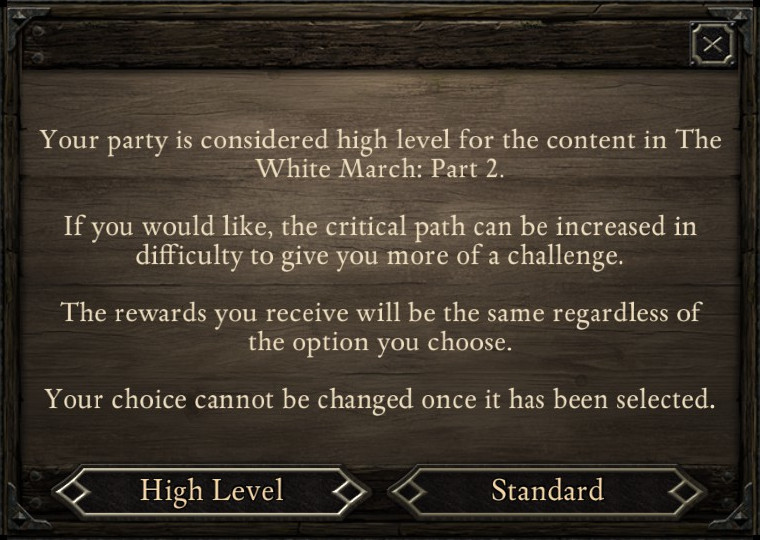 Your party is considered high level for the content in The
White March: Part 2.
If you would like, the critical path can be increased in
difficulty to give you more of a challenge.
The rewards you receive will be the same regardless of
the option you choose.
Your choice cannot be changed once it has been selected.
High Level
Standard